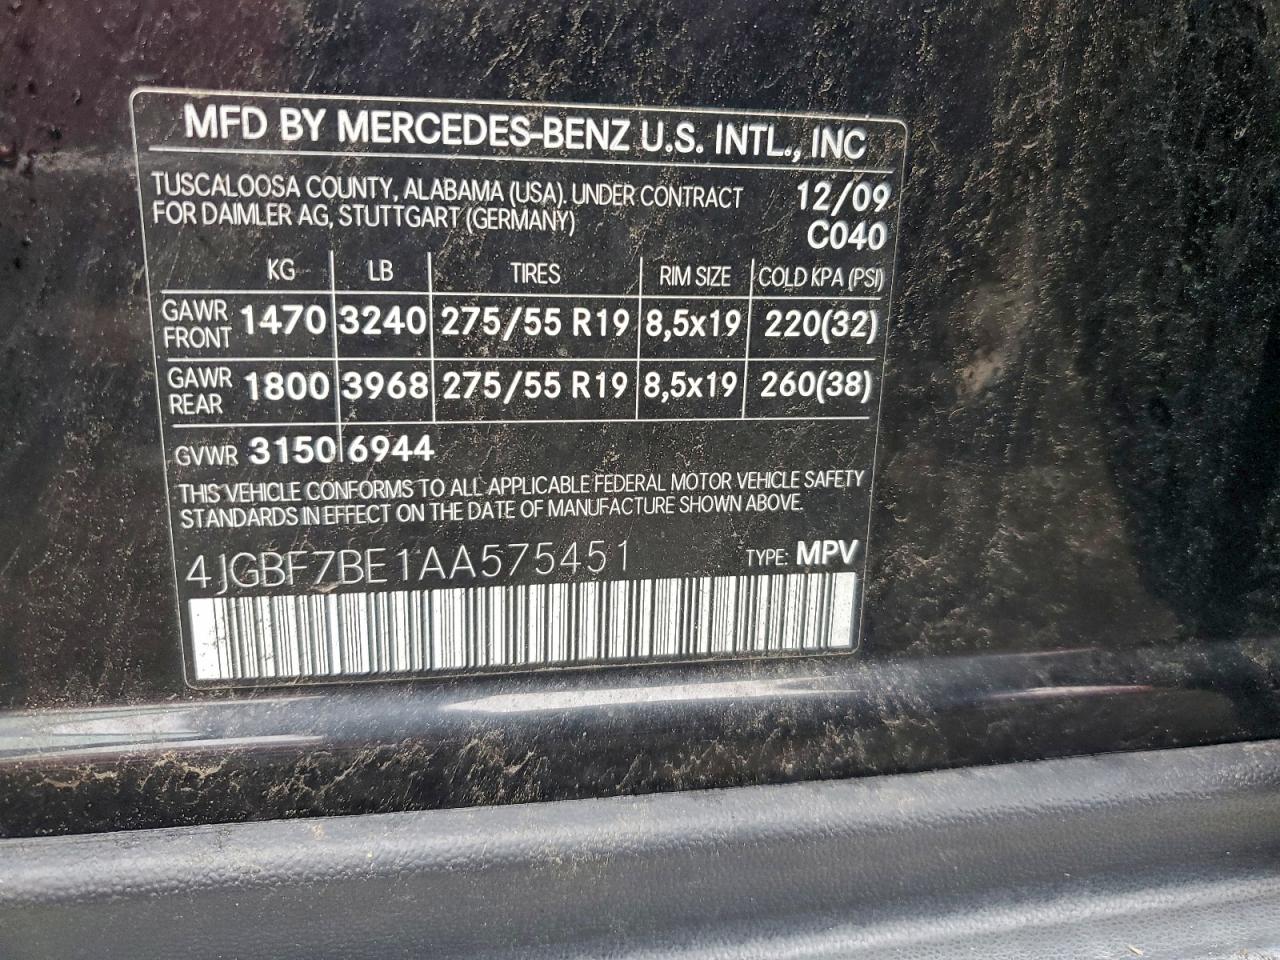 MFD BY MERCEDES-BENZ U.S. INTL., INC
TUSCALOOSA COUNTY, ALABAMA (USA). UNDER CONTRACT 12/09
FOR DAIMLER AG, STUTTGART (GERMANY) C040
KG LB TIRES RIM SIZE COLD KPA (PSI)
GAWR FRONT 1470 3240 275/55 R19 8,5x19 220(32)
GAWR REAR 1800 3968 275/55 R19 8,5x19 260(38)
GVWR 3150 6944
THIS VEHICLE CONFORMS TO ALL APPLICABLE FEDERAL MOTOR VEHICLE SAFETY
STANDARDS IN EFFECT ON THE DATE OF MANUFACTURE SHOWN ABOVE.
4JGBF7BE1AA575451 TYPE: MPV